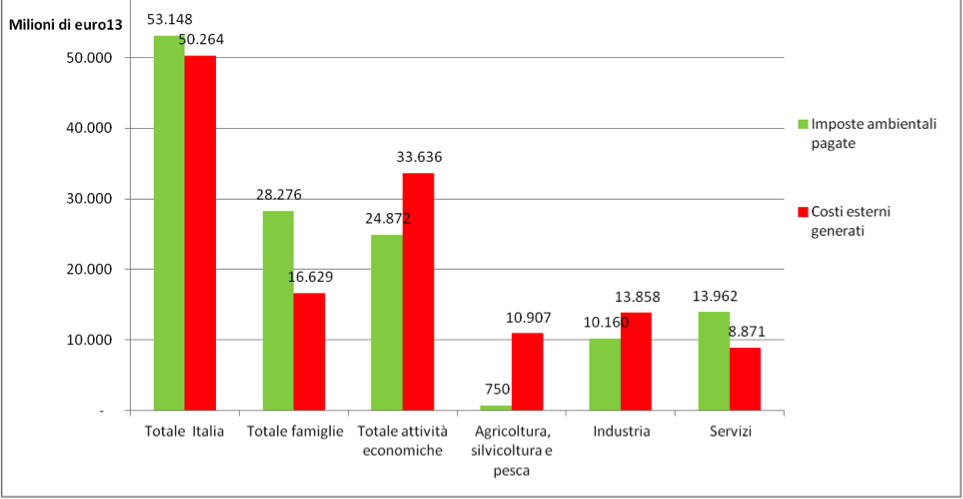 Milioni di euro13
53.148
50.264
50.000
40.000
33.636
28.276
30.000
24.872
20.000
16.629
13.858
13.962
10.907
10.160
8.871
10.000
750
-
Totale Italia
Totale famiglie
Totale attività
economiche
Agricoltura,
silvicoltura e
pesca
Industria
Servizi
Imposte ambientali
pagate
Costi esterni
generati